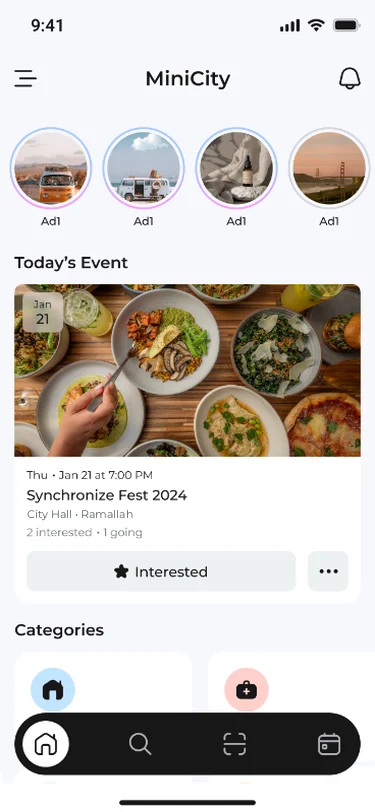 9:41
MiniCity
Ad1
Ad1
Ad1
Ad1
Today's Event
Jan
21
Thu • Jan 21 at 7:00 PM
Synchronize Fest 2024
City Hall • Ramallah
2 interested • 1 going
Interested
Categories